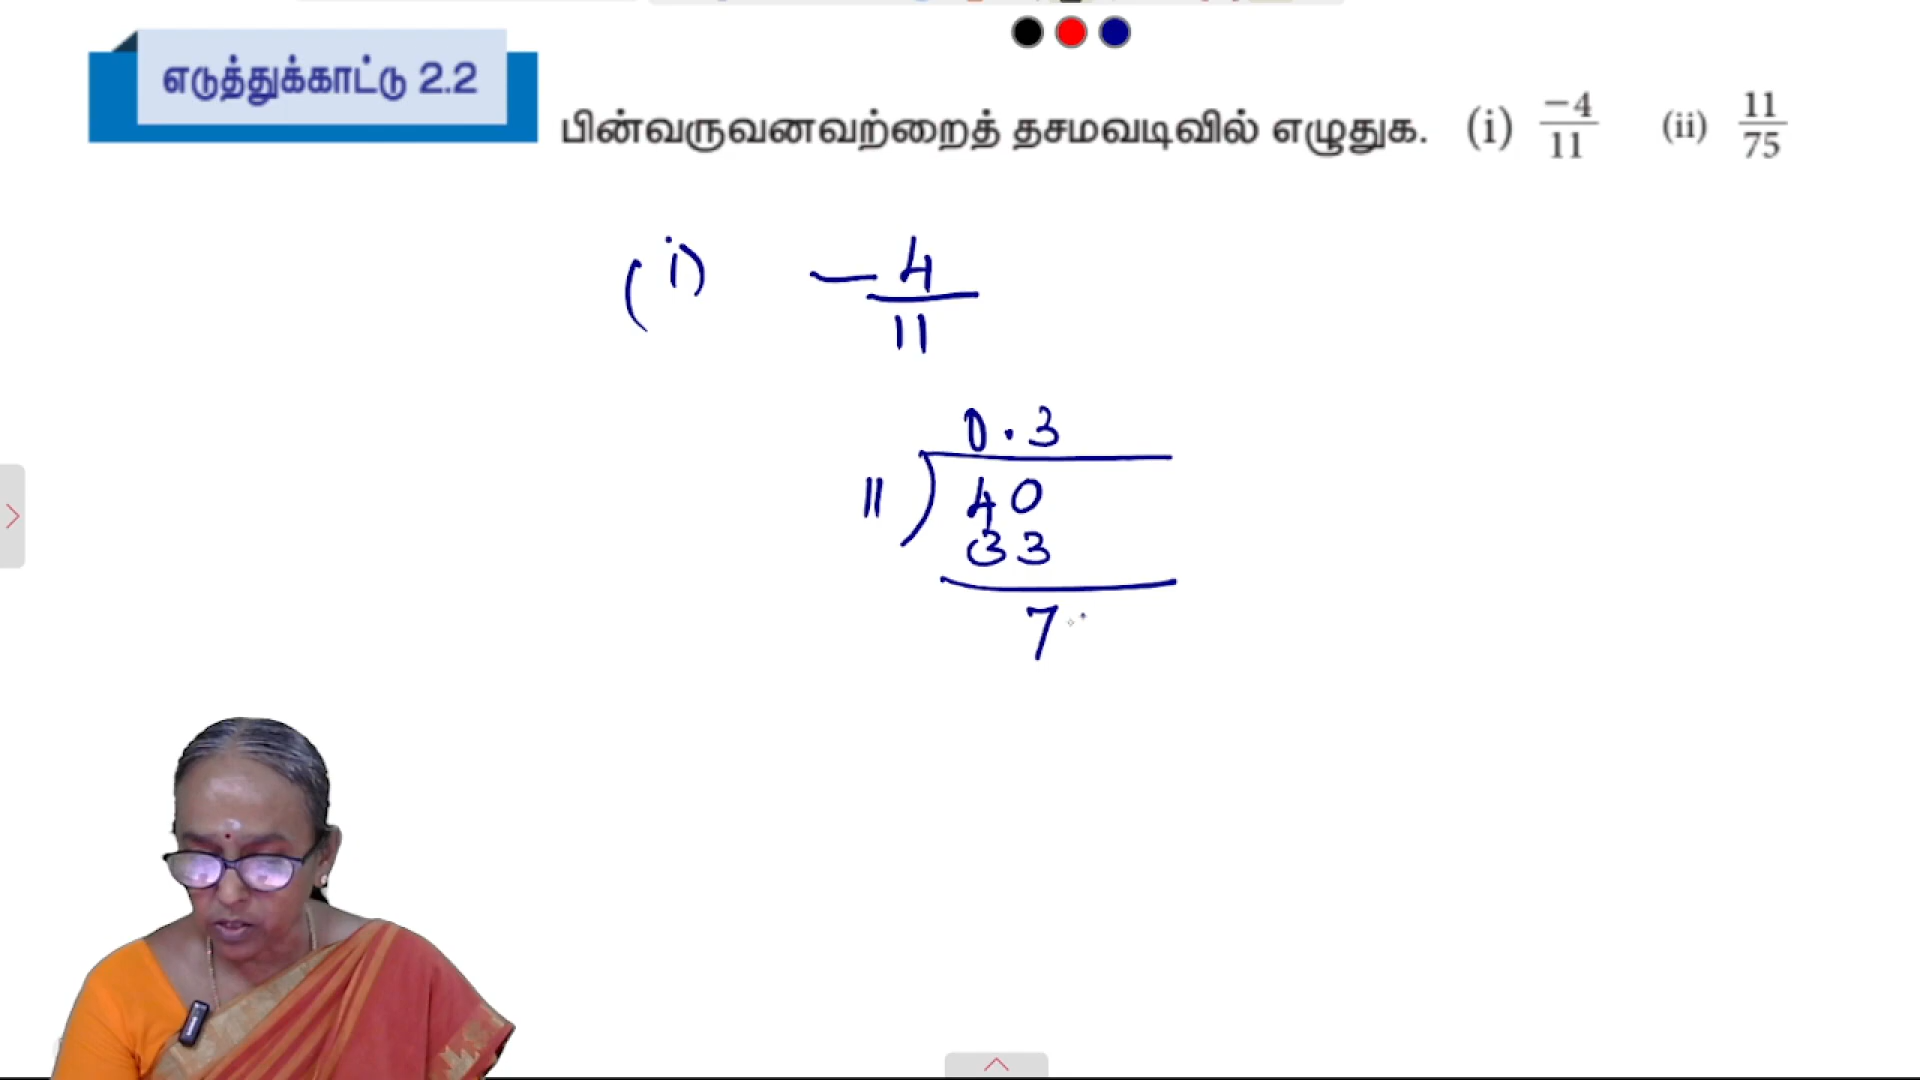 எடுத்துக்காட்டு 2.2
பின்வருவனவற்றைத் தசமவடிவில் எழுதுக. (i) -4/11 (ii) 11/75
(i) -4/11
0.3
11) 40
33
7